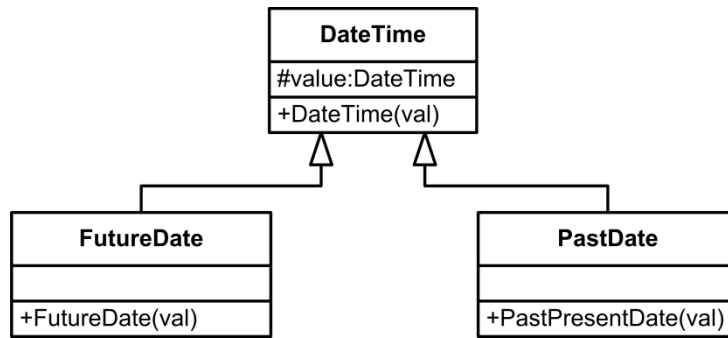 DateTime
#value:DateTime
+DateTime(val)
FutureDate
+FutureDate(val)
PastDate
+PastPresentDate(val)